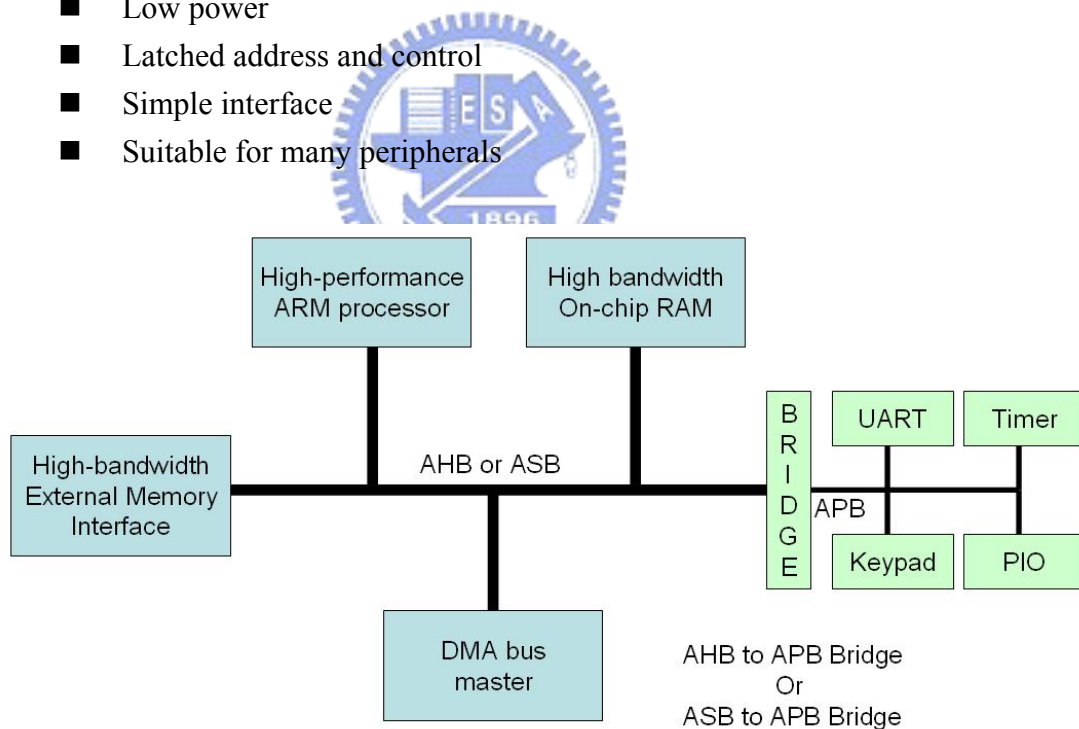 Low power
Latched address and control
Simple interface
Suitable for many peripherals
E S A
1896
High-performance
ARM processor
High bandwidth
On-chip RAM
High-bandwidth
External Memory
Interface
AHB or ASB
BRIDGE
APB
UART
Timer
Keypad
PIO
DMA bus
master
AHB to APB Bridge
Or
ASB to APB Bridge